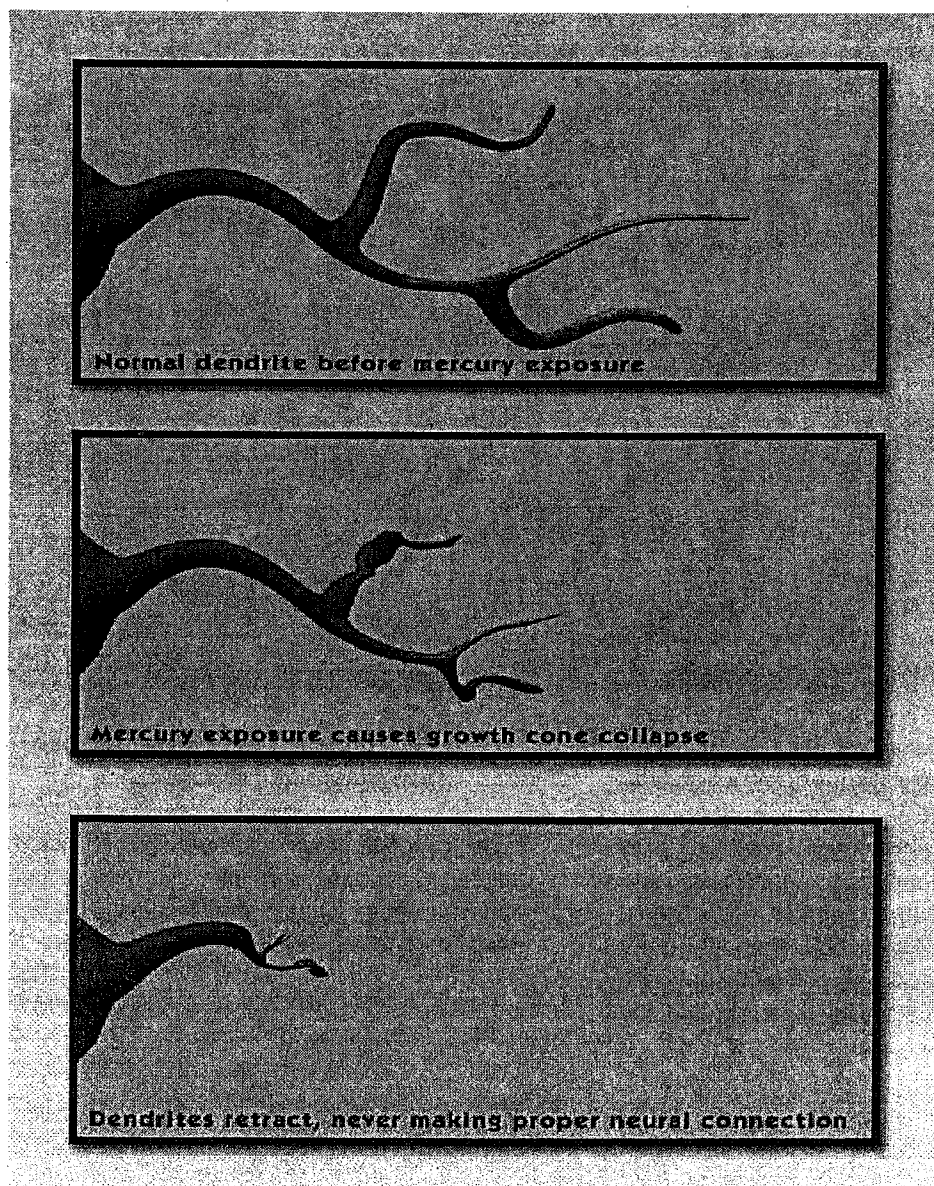 Normal dendrite before mercury exposure
Mercury exposure causes growth cone collapse
Dendrites retract, never making proper neural connection